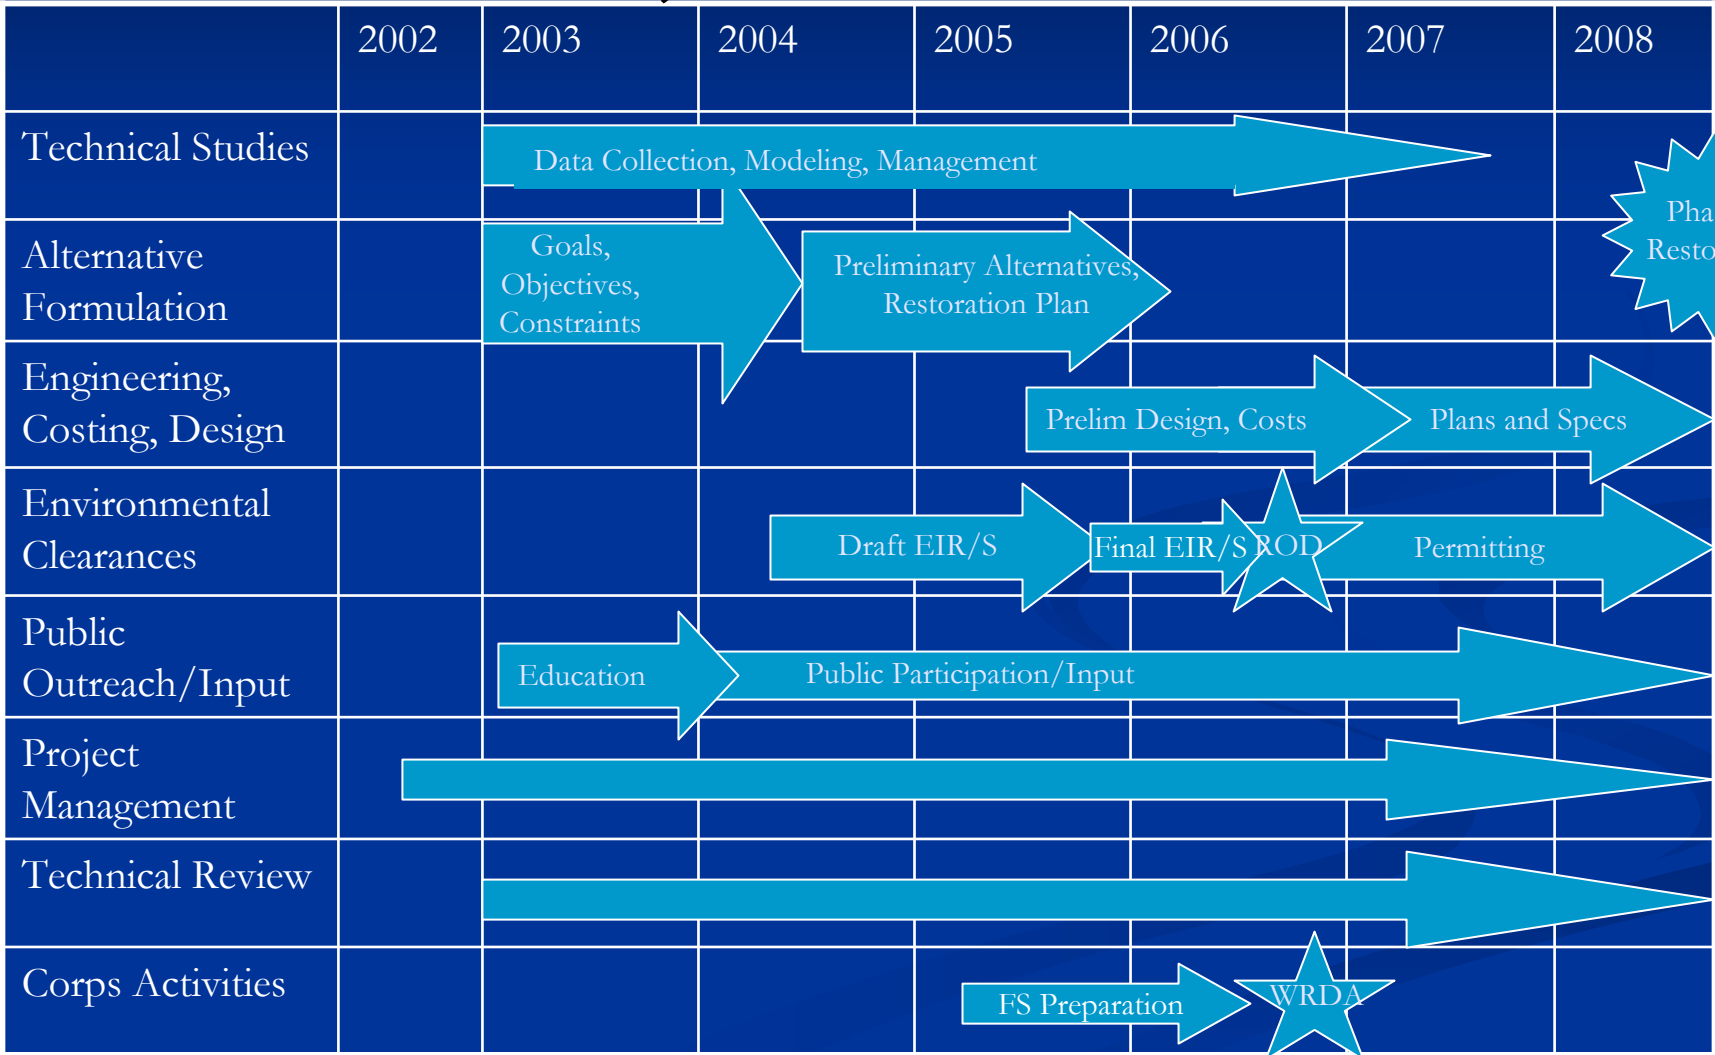 2002 2003 2004 2005 2006 2007 2008
Technical Studies
Data Collection, Modeling, Management
Alternative
Formulation
Goals,
Objectives,
Constraints
Preliminary Alternatives,
Restoration Plan
Pha
Resto
Engineering,
Costing, Design
Prelim Design, Costs
Plans and Specs
Environmental
Clearances
Draft EIR/S
Final EIR/S
ROD
Permitting
Public
Outreach/Input
Education
Public Participation/Input
Project
Management
Technical Review
Corps Activities
FS Preparation
WRDA